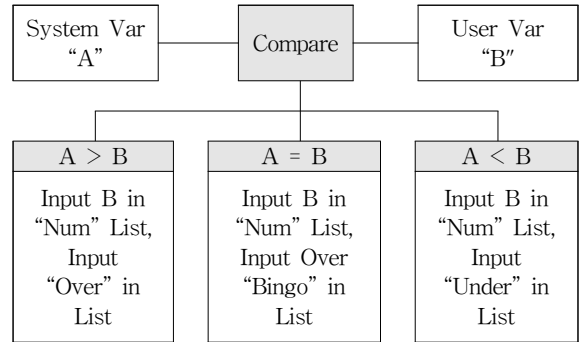 System Var
“A”
Compare
User Var
“B″
A > B
Input B in
“Num” List,
Input
“Over” in
List
A = B
Input B in
“Num” List,
Input Over
“Bingo” in
List
A < B
Input B in
“Num” List,
Input
“Under” in
List